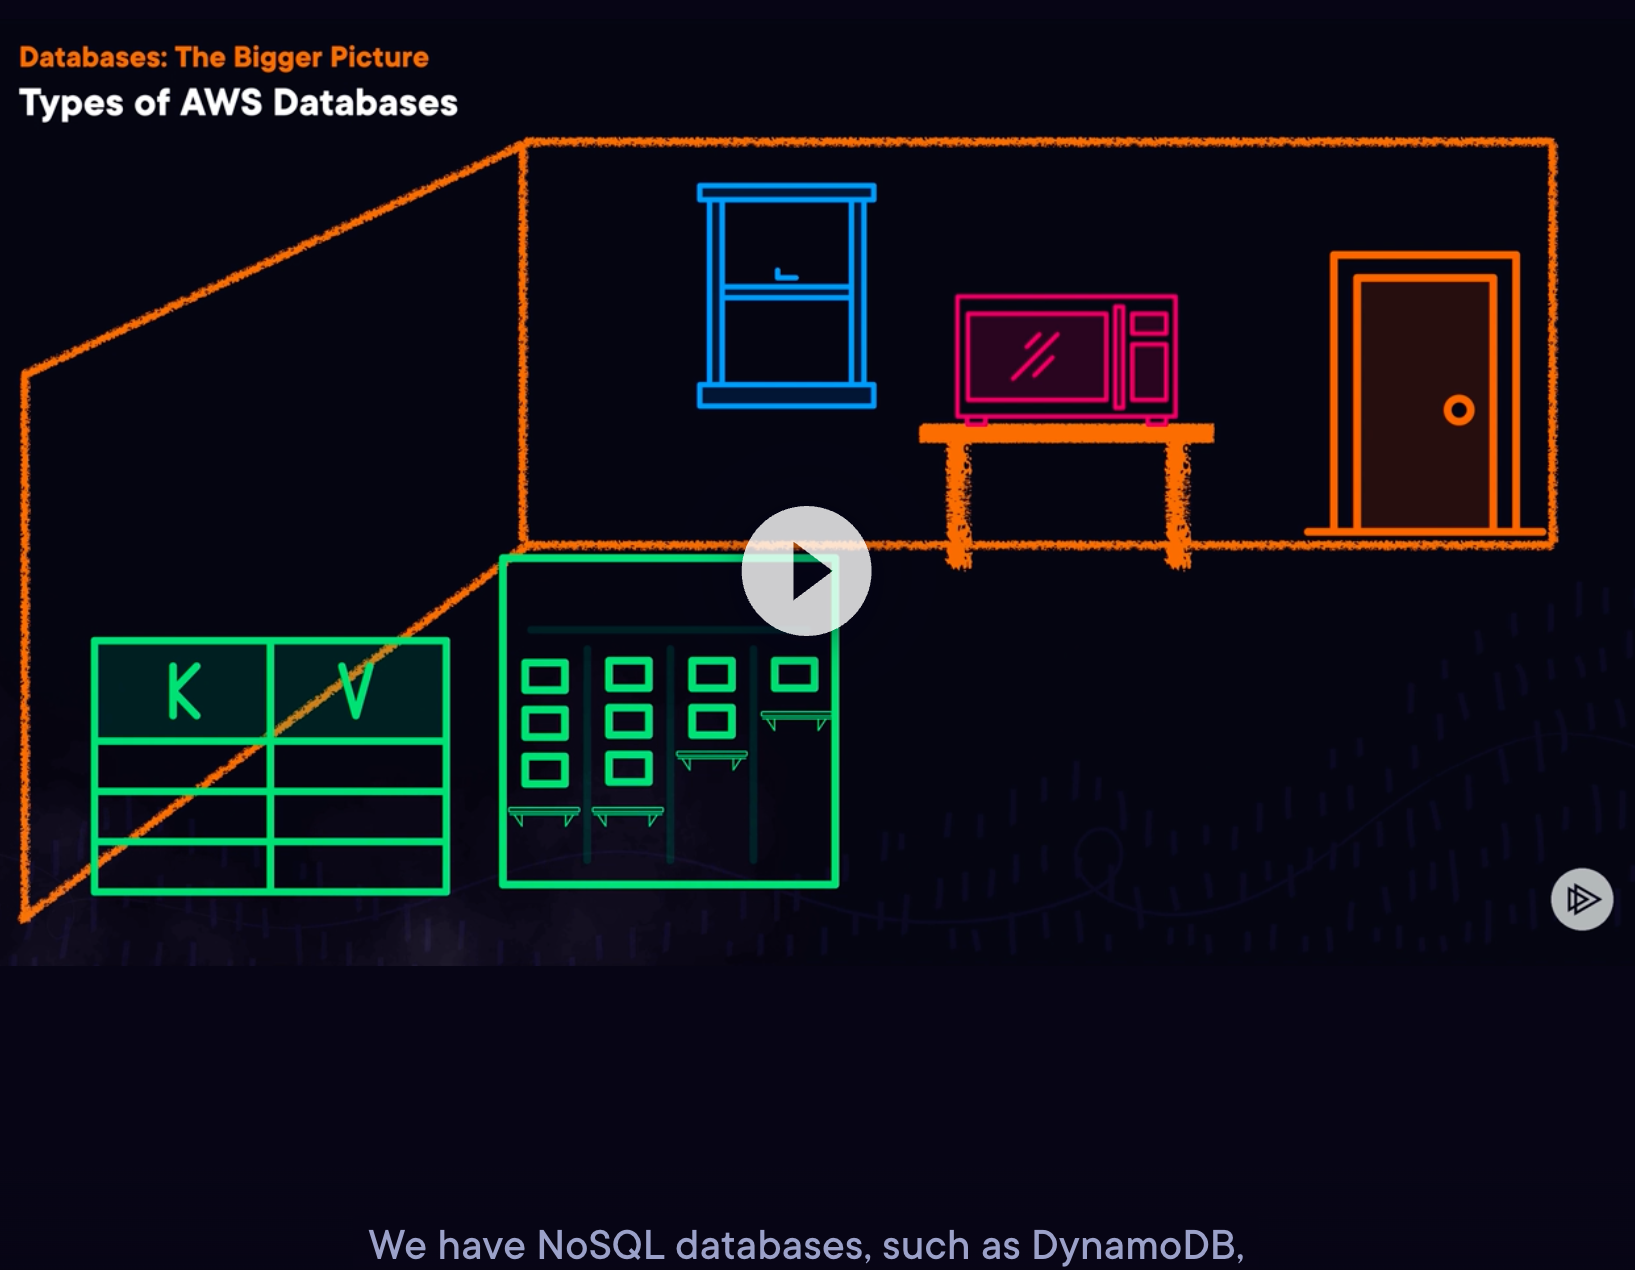 Databases: The Bigger Picture
Types of AWS Databases
K V
We have NoSQL databases, such as DynamoDB,